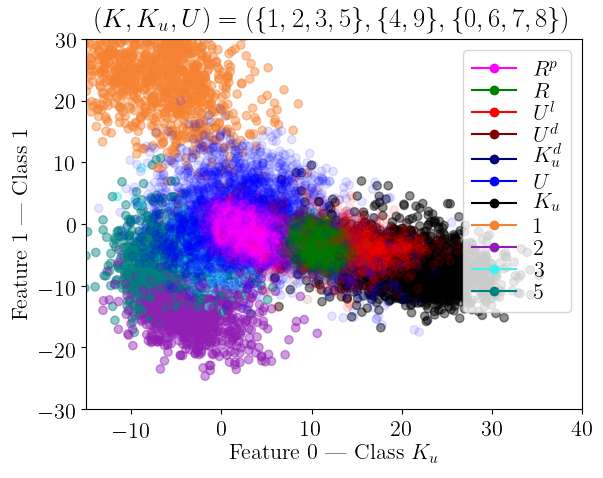 (K, K_u, U) = ({1, 2, 3, 5}, {4, 9}, {0, 6, 7, 8})
30
20
10
0
−10
−20
−30
Feature 1 — Class 1
R^p
R
U^l
U^d
K_u^d
U
K_u
1
2
3
5
−10
0
10
20
30
40
Feature 0 — Class K_u